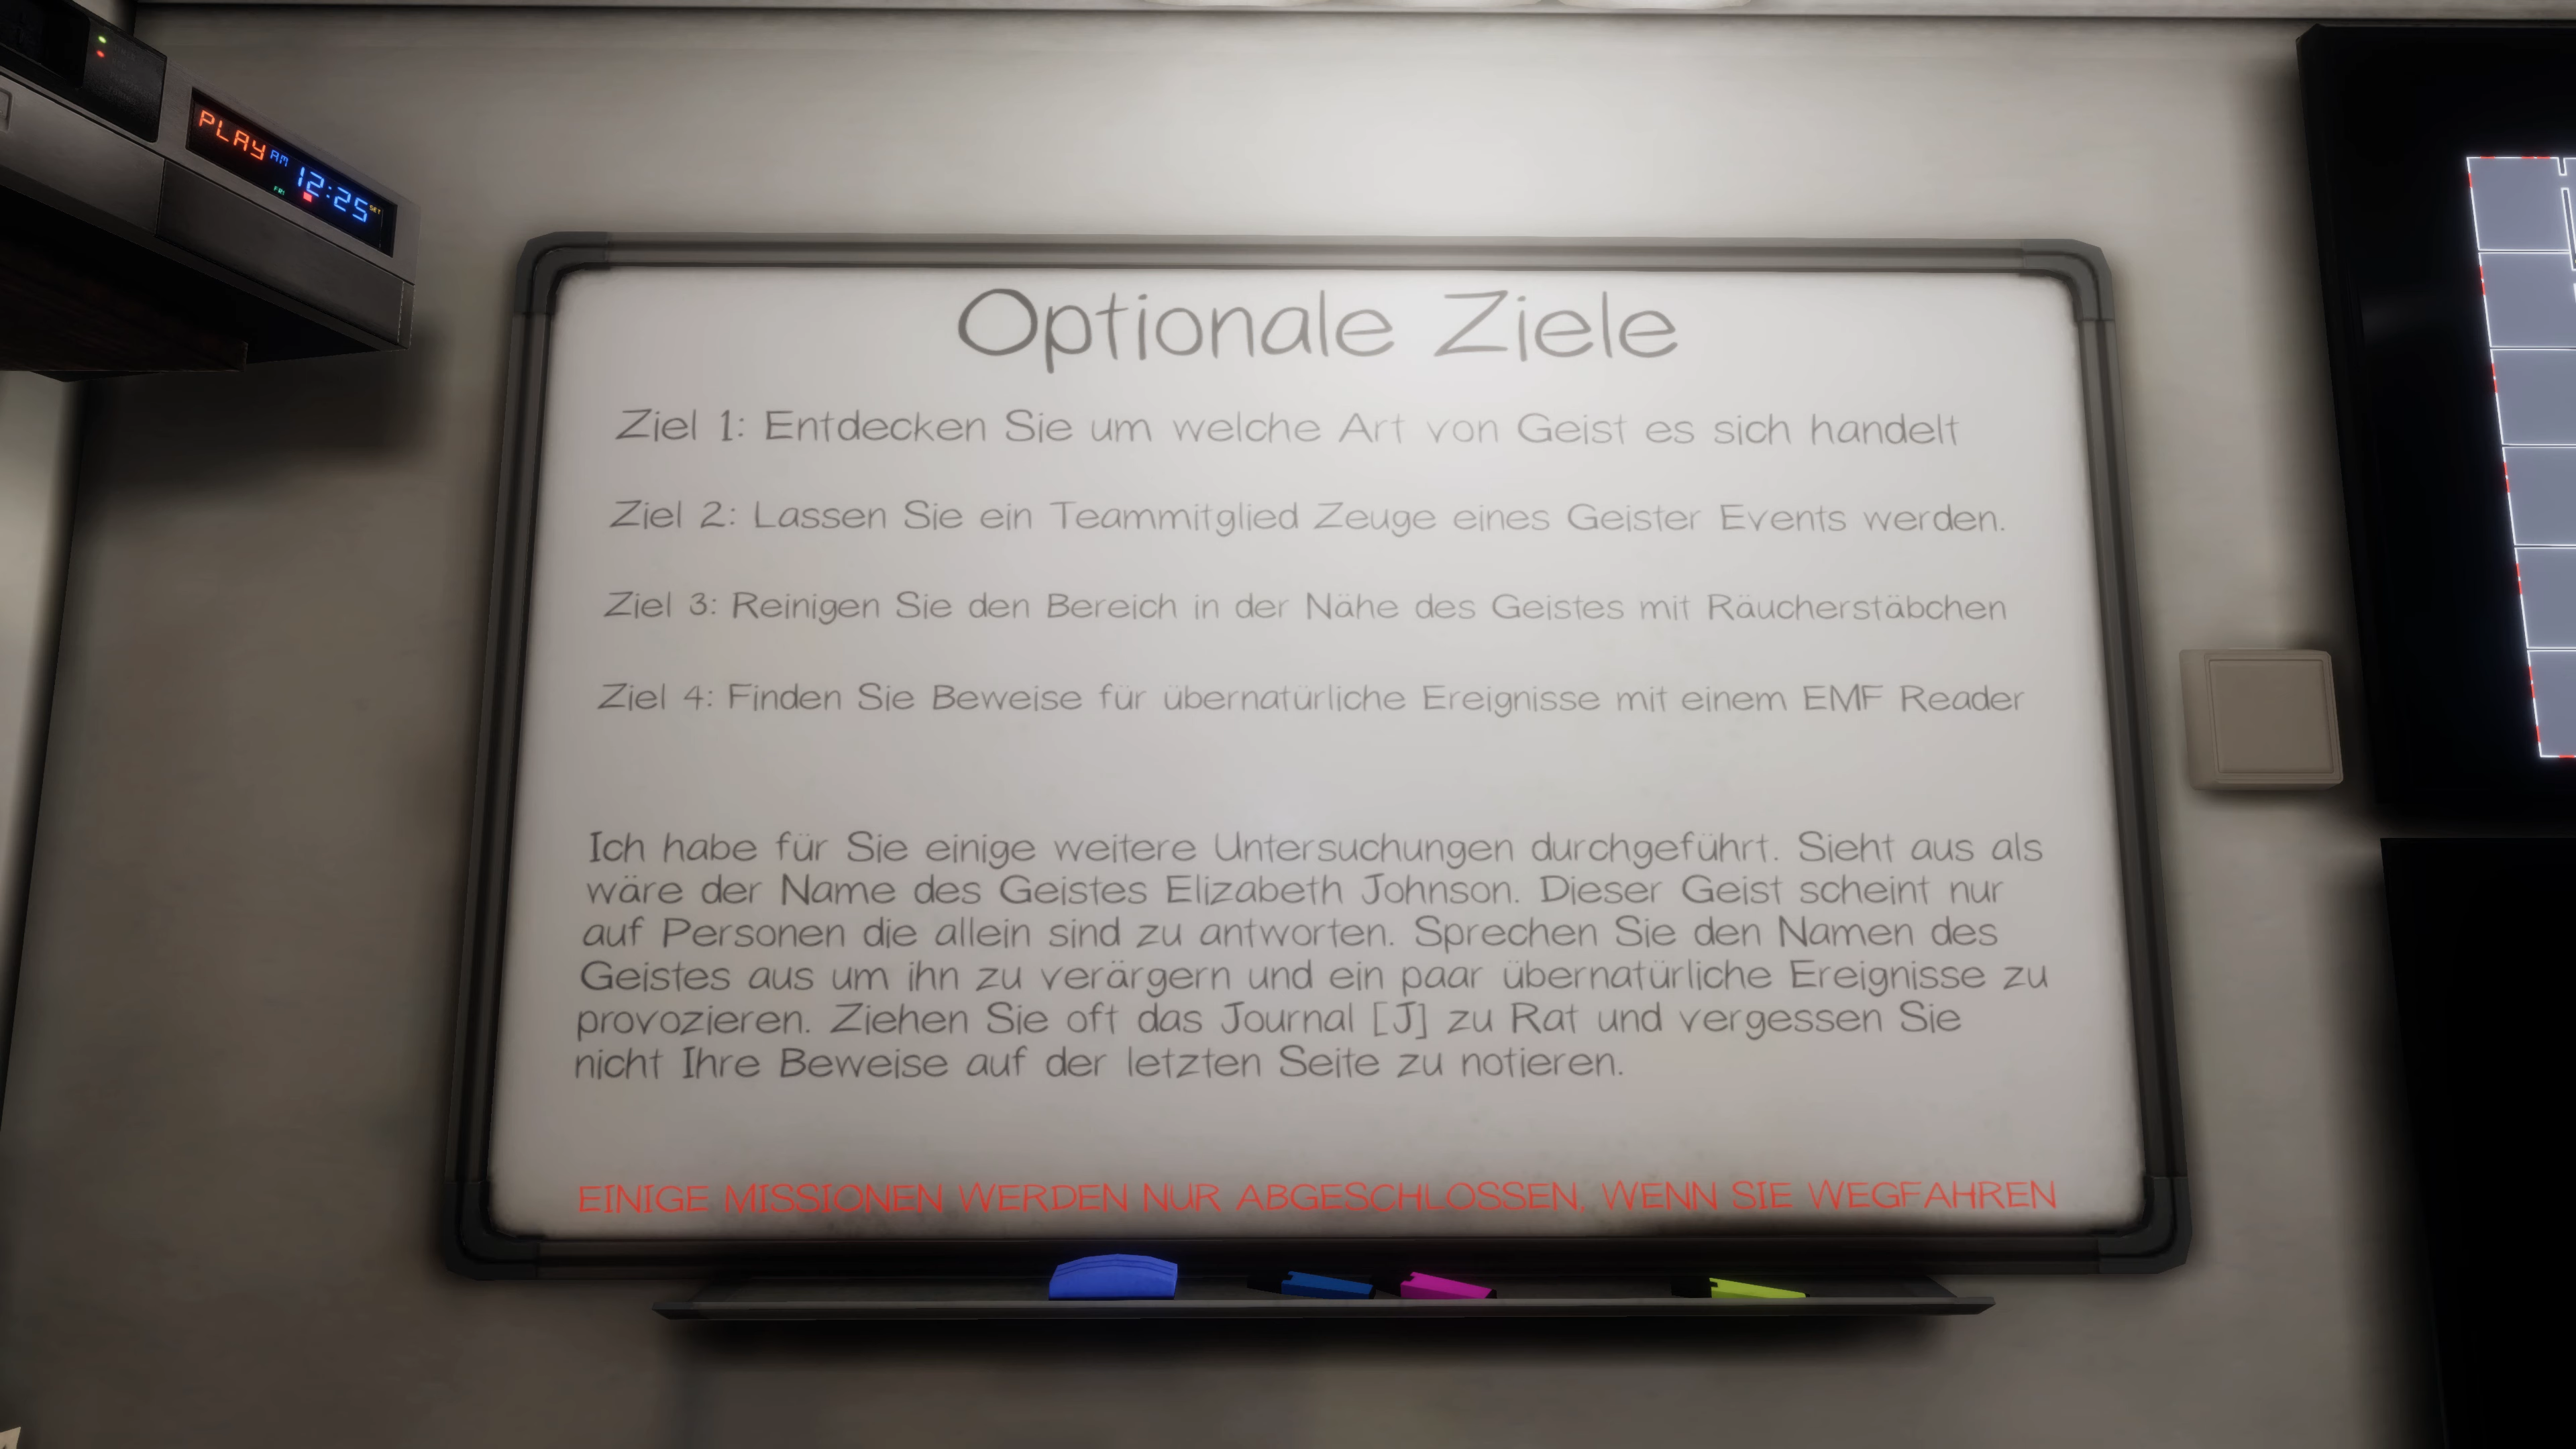 PLAY AM 12:25
FRI
SET
Optionale Ziele
Ziel 1: Entdecken Sie um welche Art von Geist es sich handelt
Ziel 2: Lassen Sie ein Teammitglied Zeuge eines Geister Events werden.
Ziel 3: Reinigen Sie den Bereich in der Nähe des Geistes mit Räucherstäbchen
Ziel 4: Finden Sie Beweise für übernatürliche Ereignisse mit einem EMF Reader
Ich habe für Sie einige weitere Untersuchungen durchgeführt. Sieht aus als
wäre der Name des Geistes Elizabeth Johnson. Dieser Geist scheint nur
auf Personen die allein sind zu antworten. Sprechen Sie den Namen des
Geistes aus um ihn zu verärgern und ein paar übernatürliche Ereignisse zu
provozieren. Ziehen Sie oft das Journal [J] zu Rat und vergessen Sie
nicht Ihre Beweise auf der letzten Seite zu notieren.
EINIGE MISSIONEN WERDEN NUR ABGESCHLOSSEN, WENN SIE WEGFAHREN